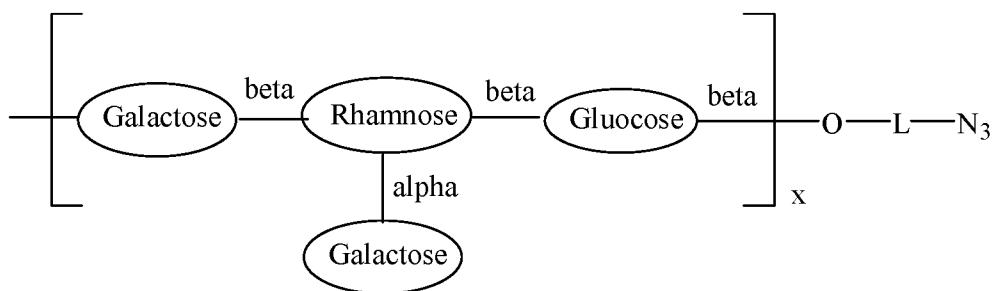 beta beta beta
Galactose Rhamnose Gluocose O L N3
alpha x
Galactose